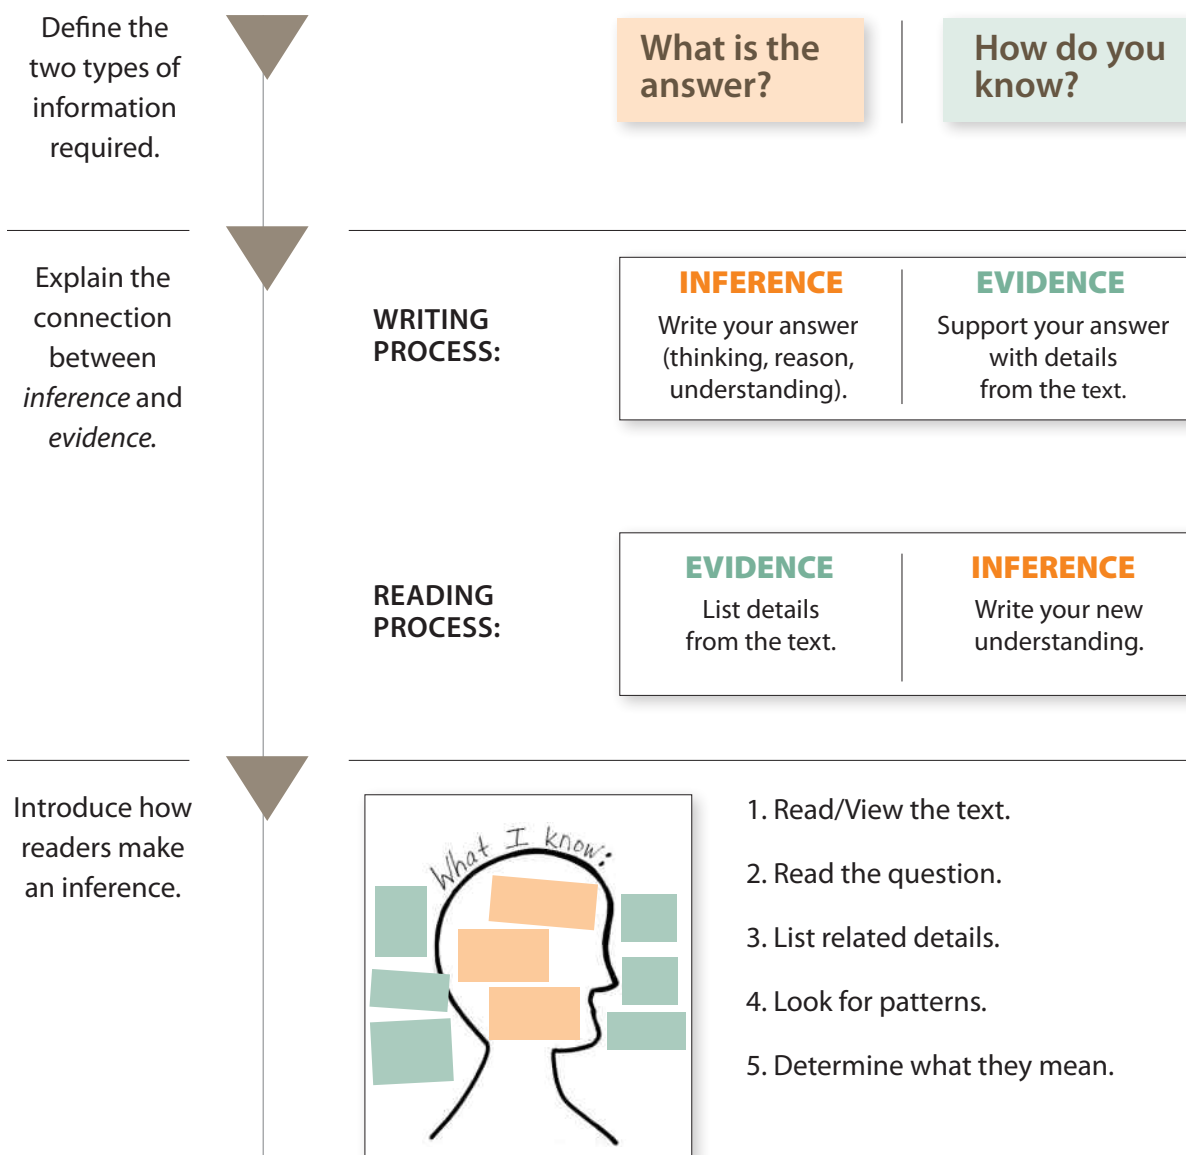 Define the
two types of
information
required.
What is the
answer?
How do you
know?
Explain the
connection
between
inference and
evidence.
WRITING
PROCESS:
INFERENCE
Write your answer
(thinking, reason,
understanding).
EVIDENCE
Support your answer
with details
from the text.
READING
PROCESS:
EVIDENCE
List details
from the text.
INFERENCE
Write your new
understanding.
Introduce how
readers make
an inference.
What I know:
1. Read/View the text.
2. Read the question.
3. List related details.
4. Look for patterns.
5. Determine what they mean.